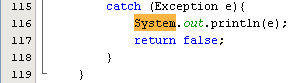 115 catch (Exception e){
116 System.out.println(e);
117 return false;
118 }
119 }